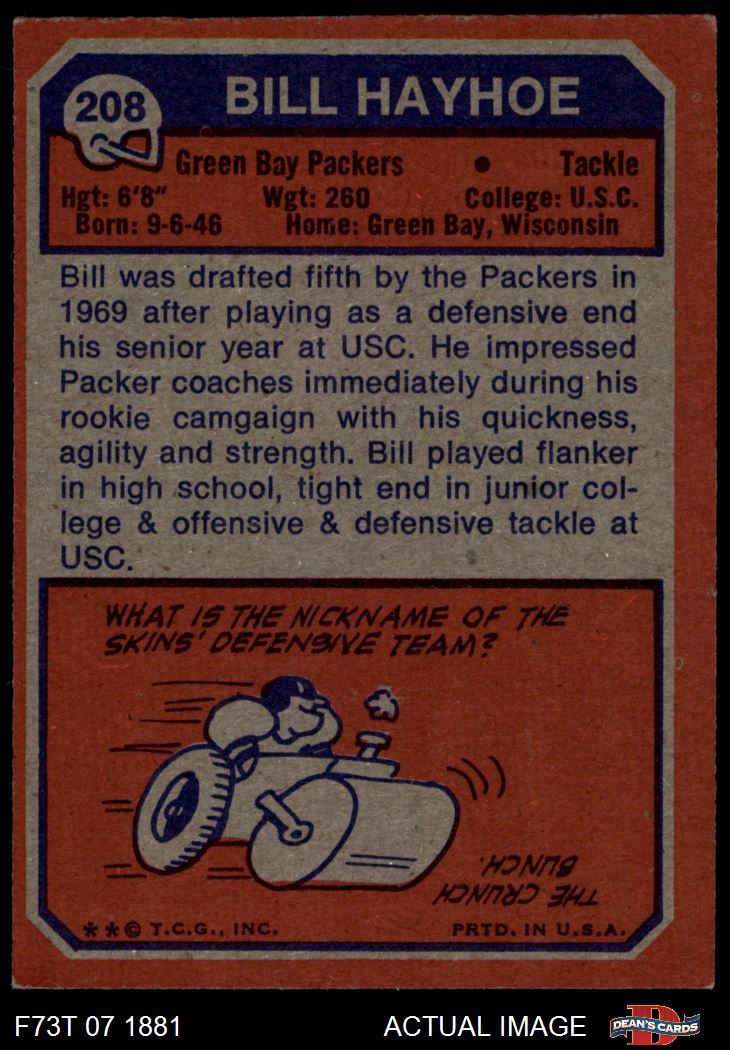 208
BILL HAYHOE
Green Bay Packers • Tackle
Hgt: 6'8" Wgt: 260 College: U.S.C.
Born: 9-6-46 Home: Green Bay, Wisconsin
Bill was drafted fifth by the Packers in
1969 after playing as a defensive end
his senior year at USC. He impressed
Packer coaches immediately during his
rookie camgaign with his quickness,
agility and strength. Bill played flanker
in high school, tight end in junior col-
lege & offensive & defensive tackle at
USC.
WHAT IS THE NICKNAME OF THE
SKINS' DEFENSIVE TEAM?
THE CRUNCH
BUNCH.
**© T.C.G., INC. PRTD. IN U.S.A.
F73T 07 1881 ACTUAL IMAGE
D
DEAN'S CARDS